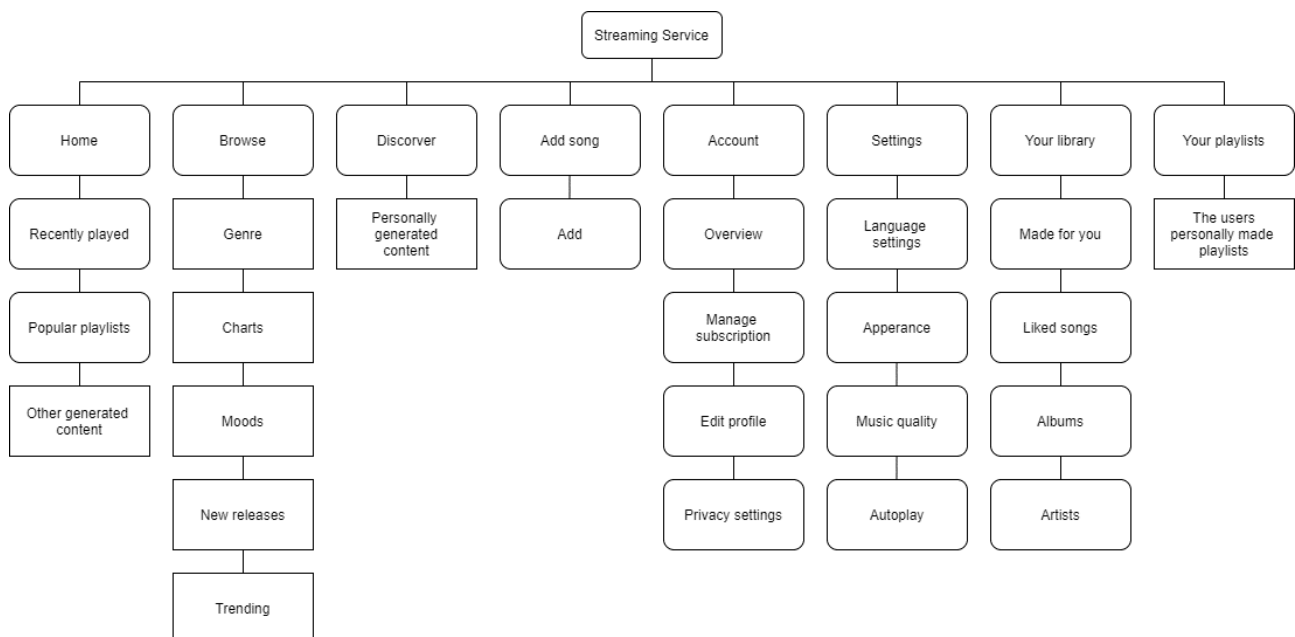 Streaming Service
Home
Browse
Discorver
Add song
Account
Settings
Your library
Your playlists
Recently played
Genre
Personally
generated
content
Add
Overview
Language
settings
Made for you
The users
personally made
playlists
Popular playlists
Charts
Manage
subscription
Apperance
Liked songs
Other generated
content
Moods
Edit profile
Music quality
Albums
New releases
Privacy settings
Autoplay
Artists
Trending